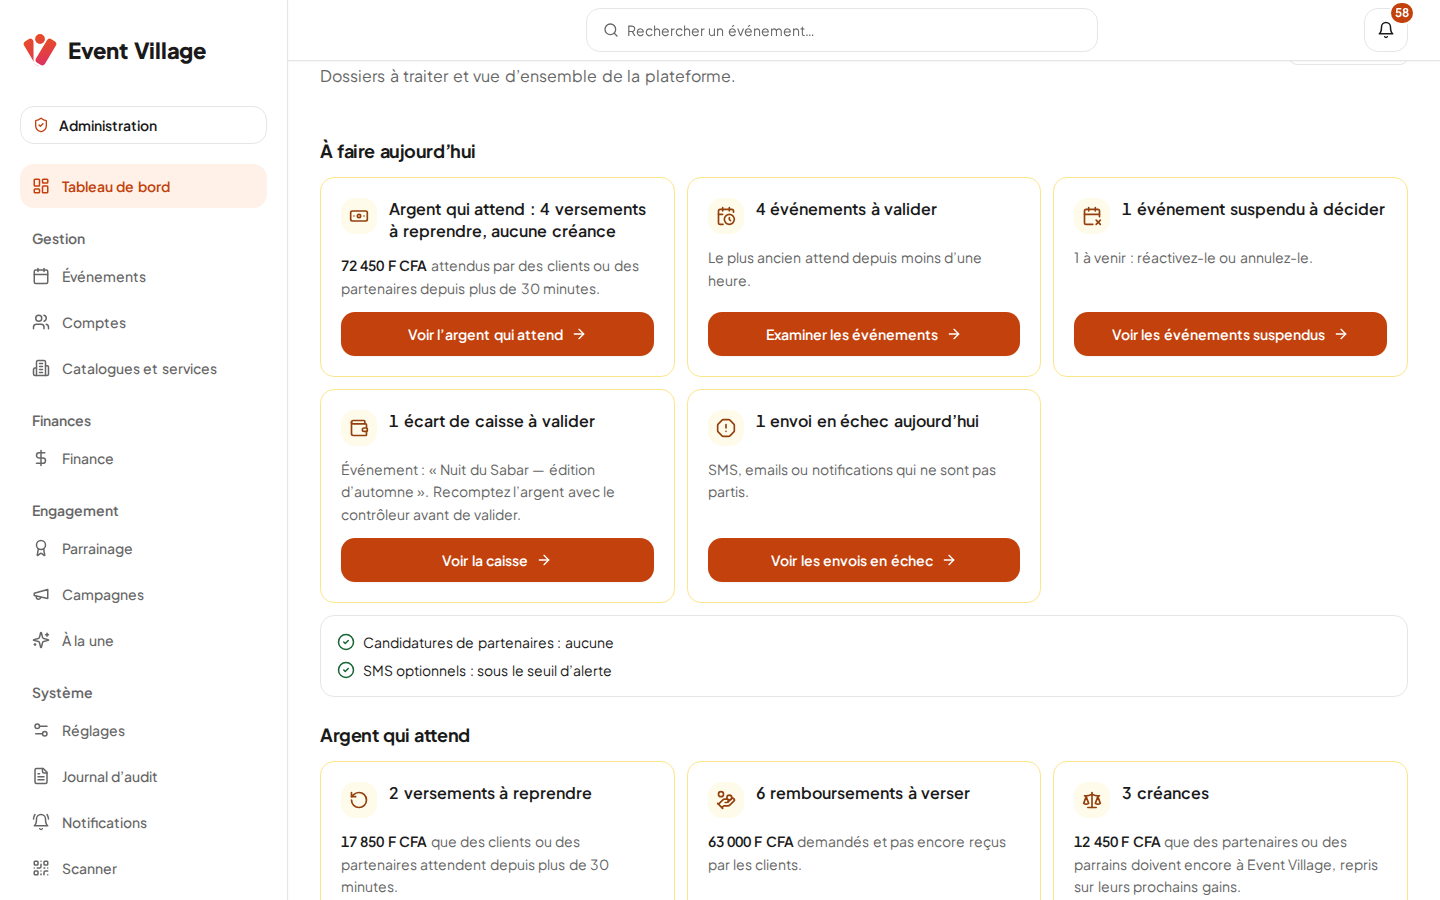 Event Village
Rechercher un événement…
58
Administration
Tableau de bord
Gestion
Événements
Comptes
Catalogues et services
Finances
Finance
Engagement
Parrainage
Campagnes
À la une
Système
Réglages
Journal d’audit
Notifications
Scanner
Dossiers à traiter et vue d’ensemble de la plateforme.
À faire aujourd’hui
Argent qui attend : 4 versements
à reprendre, aucune créance
72 450 F CFA attendus par des clients ou des
partenaires depuis plus de 30 minutes.
Voir l’argent qui attend
4 événements à valider
Le plus ancien attend depuis moins d’une
heure.
Examiner les événements
1 événement suspendu à décider
1 à venir : réactivez-le ou annulez-le.
Voir les événements suspendus
1 écart de caisse à valider
Événement : « Nuit du Sabar — édition
d’automne ». Recomptez l’argent avec le
contrôleur avant de valider.
Voir la caisse
1 envoi en échec aujourd’hui
SMS, emails ou notifications qui ne sont pas
partis.
Voir les envois en échec
Candidatures de partenaires : aucune
SMS optionnels : sous le seuil d’alerte
Argent qui attend
2 versements à reprendre
17 850 F CFA que des clients ou des
partenaires attendent depuis plus de 30
minutes.
6 remboursements à verser
63 000 F CFA demandés et pas encore reçus
par les clients.
3 créances
12 450 F CFA que des partenaires ou des
parrains doivent encore à Event Village, repris
sur leurs prochains gains.